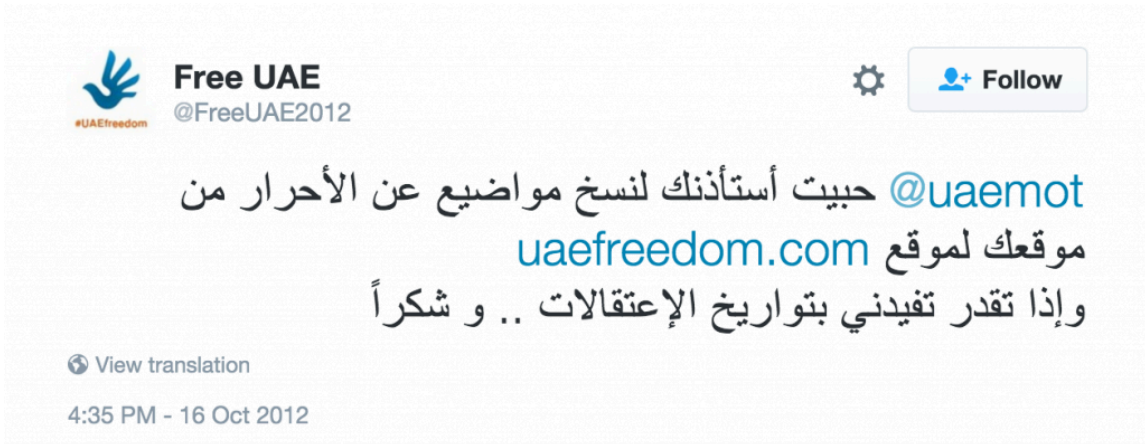 Free UAE
@FreeUAE2012
#UAEfreedom
Follow
@uaemot حبيت أستأذنك لنسخ مواضيع عن الأحرار من
موقعك لموقع uaefreedom.com
وإذا تقدر تفيدني بتواريخ الإعتقالات .. و شكراً
View translation
4:35 PM - 16 Oct 2012